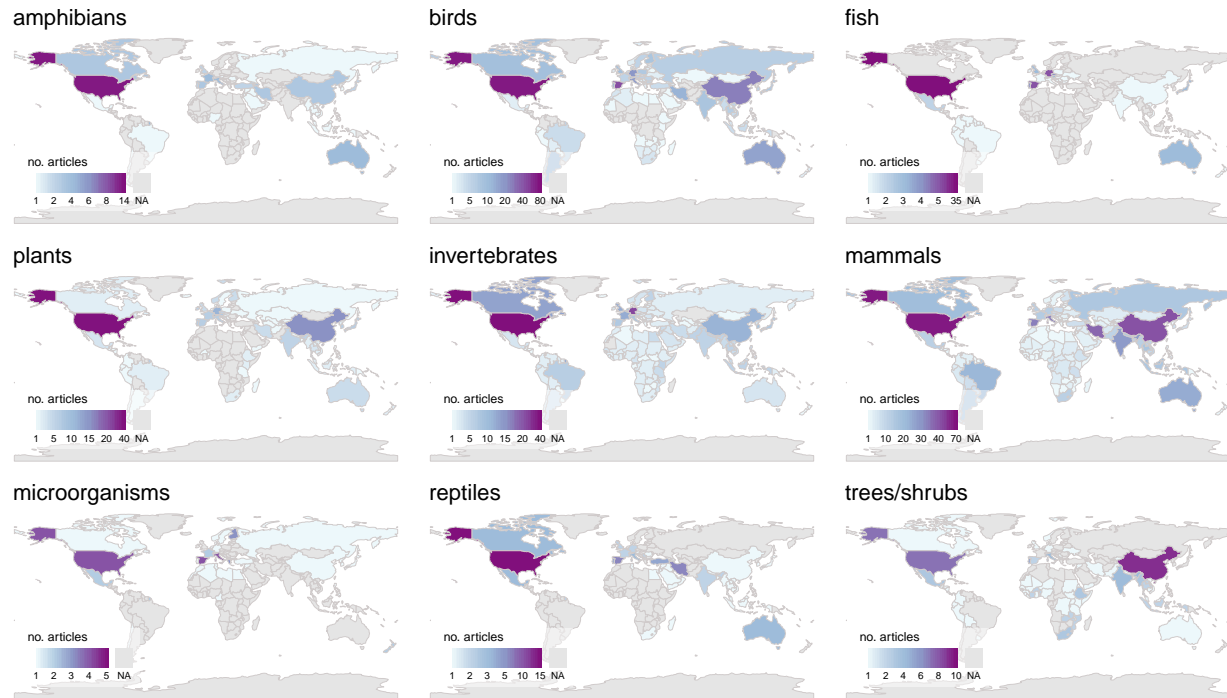 amphibians
no. articles
1 2 4 6 8 14 NA
birds
no. articles
1 5 10 20 40 80 NA
fish
no. articles
1 2 3 4 5 35 NA
plants
no. articles
1 5 10 15 20 40 NA
invertebrates
no. articles
1 5 10 15 20 40 NA
mammals
no. articles
1 10 20 30 40 70 NA
microorganisms
no. articles
1 2 3 4 5 NA
reptiles
no. articles
1 2 4 6 8 10 15 NA
trees/shrubs
no. articles
1 2 4 6 8 10 NA